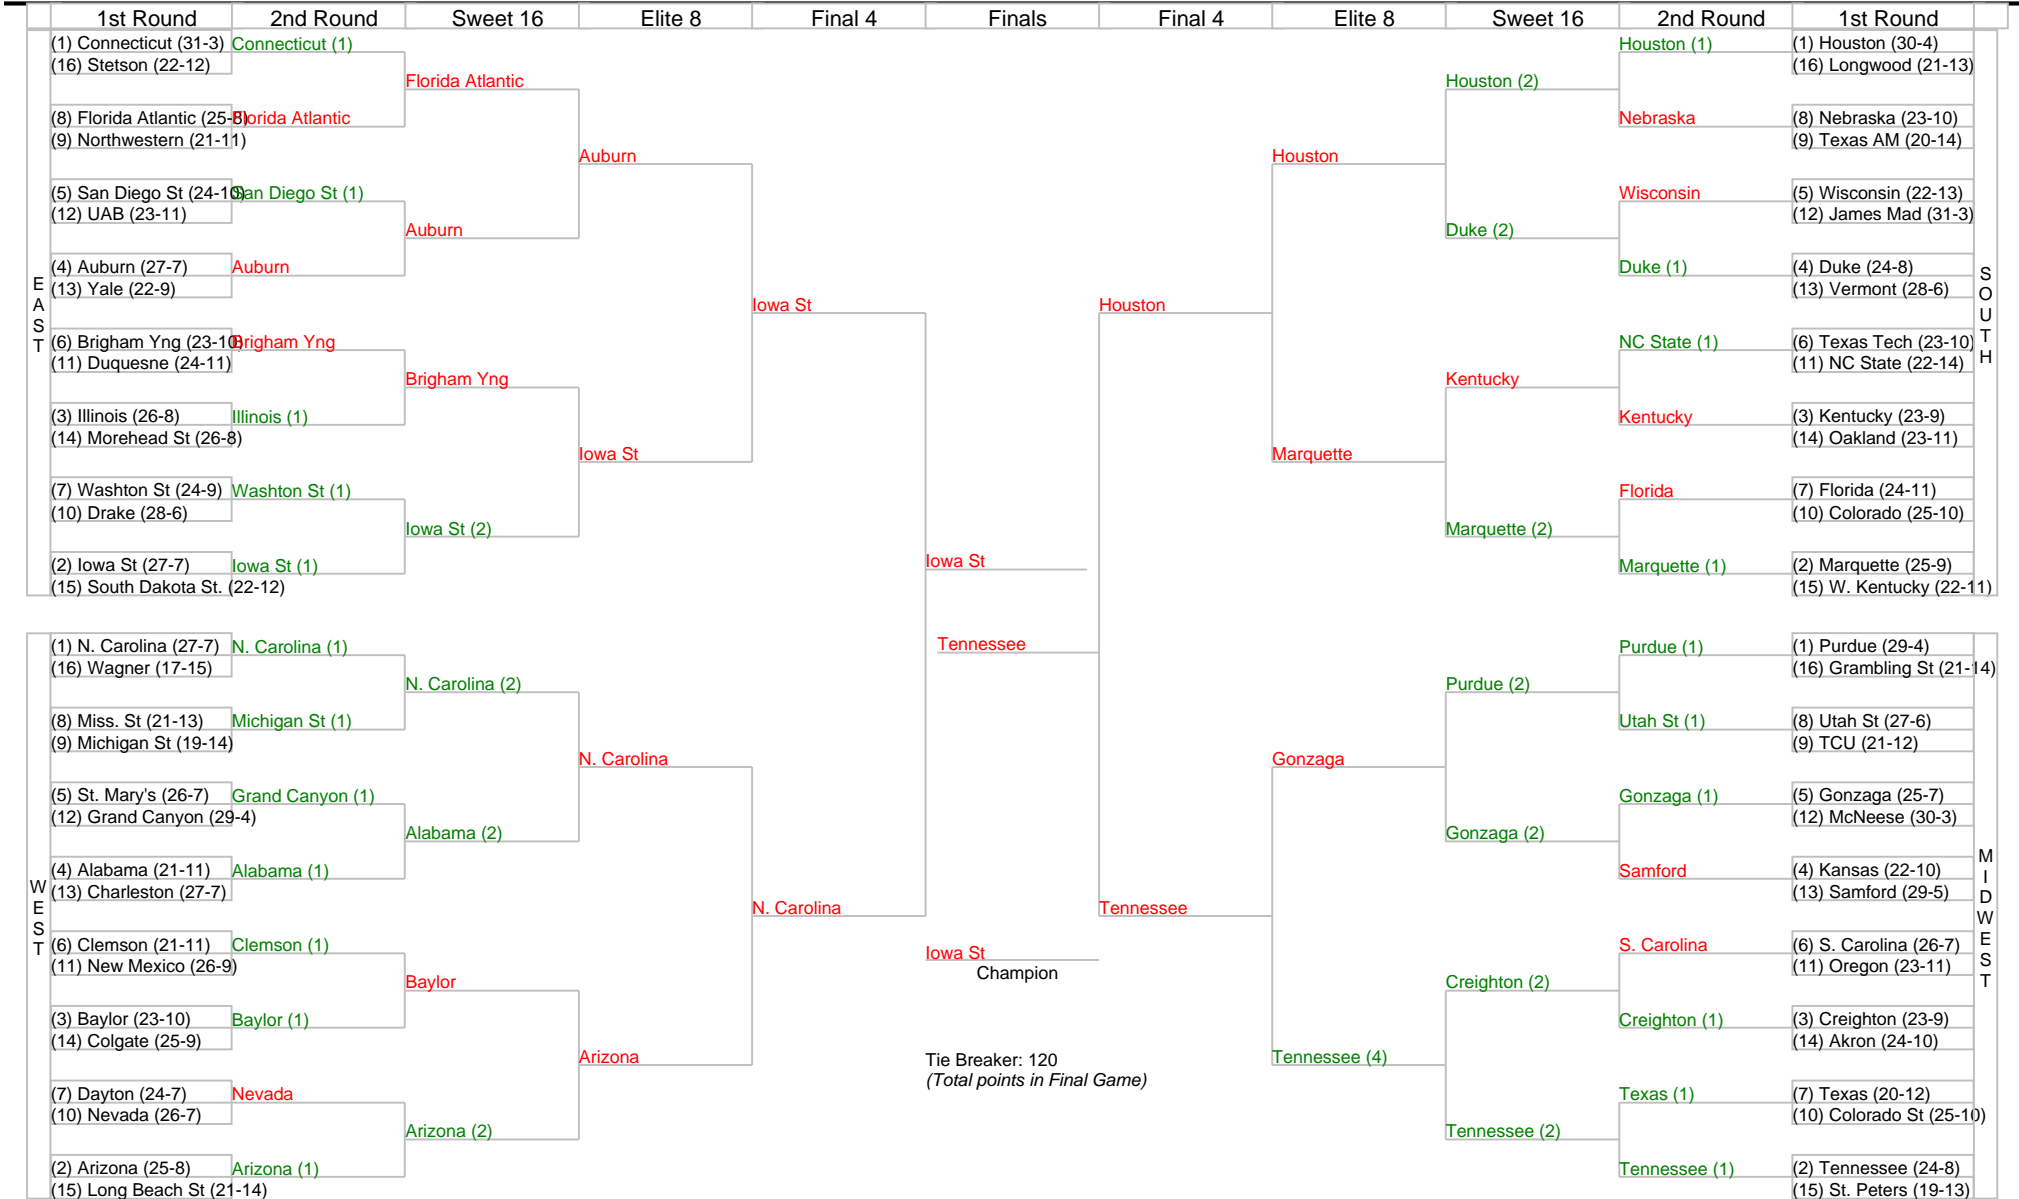 1st Round 2nd Round Sweet 16 Elite 8 Final 4 Finals Final 4 Elite 8 Sweet 16 2nd Round 1st Round
EAST
(1) Connecticut (31-3)
(16) Stetson (22-12)
(8) Florida Atlantic (25-8)
(9) Northwestern (21-11)
(5) San Diego St (24-10)
(12) UAB (23-11)
(4) Auburn (27-7)
(13) Yale (22-9)
(6) Brigham Yng (23-10)
(11) Duquesne (24-11)
(3) Illinois (26-8)
(14) Morehead St (26-8)
(7) Washton St (24-9)
(10) Drake (28-6)
(2) Iowa St (27-7)
(15) South Dakota St. (22-12)
Connecticut (1)
Florida Atlantic
San Diego St (1)
Auburn
Brigham Yng
Illinois (1)
Washton St (1)
Iowa St (1)
Florida Atlantic
Auburn
Brigham Yng
Iowa St (2)
Auburn
Iowa St
Iowa St
WEST
(1) N. Carolina (27-7)
(16) Wagner (17-15)
(8) Miss. St (21-13)
(9) Michigan St (19-14)
(5) St. Mary's (26-7)
(12) Grand Canyon (29-4)
(4) Alabama (21-11)
(13) Charleston (27-7)
(6) Clemson (21-11)
(11) New Mexico (26-9)
(3) Baylor (23-10)
(14) Colgate (25-9)
(7) Dayton (24-7)
(10) Nevada (26-7)
(2) Arizona (25-8)
(15) Long Beach St (21-14)
N. Carolina (1)
Michigan St (1)
Grand Canyon (1)
Alabama (1)
Clemson (1)
Baylor (1)
Nevada
Arizona (1)
N. Carolina (2)
Alabama (2)
Baylor
Arizona (2)
N. Carolina
Arizona
N. Carolina
Iowa St
Tennessee
Iowa St
Champion
Tie Breaker: 120
(Total points in Final Game)
Houston
Houston
Marquette
Houston (2)
Duke (2)
Kentucky
Marquette (2)
Houston (1)
Nebraska
Wisconsin
Duke (1)
NC State (1)
Kentucky
Florida
Marquette (1)
(1) Houston (30-4)
(16) Longwood (21-13)
(8) Nebraska (23-10)
(9) Texas AM (20-14)
(5) Wisconsin (22-13)
(12) James Mad (31-3)
(4) Duke (24-8)
(13) Vermont (28-6)
(6) Texas Tech (23-10)
(11) NC State (22-14)
(3) Kentucky (23-9)
(14) Oakland (23-11)
(7) Florida (24-11)
(10) Colorado (25-10)
(2) Marquette (25-9)
(15) W. Kentucky (22-11)
SOUTH
Tennessee
Gonzaga
Tennessee (4)
Purdue (2)
Gonzaga (2)
Creighton (2)
Tennessee (2)
Purdue (1)
Utah St (1)
Gonzaga (1)
Samford
S. Carolina
Creighton (1)
Texas (1)
Tennessee (1)
(1) Purdue (29-4)
(16) Grambling St (21-14)
(8) Utah St (27-6)
(9) TCU (21-12)
(5) Gonzaga (25-7)
(12) McNeese (30-3)
(4) Kansas (22-10)
(13) Samford (29-5)
(6) S. Carolina (26-7)
(11) Oregon (23-11)
(3) Creighton (23-9)
(14) Akron (24-10)
(7) Texas (20-12)
(10) Colorado St (25-10)
(2) Tennessee (24-8)
(15) St. Peters (19-13)
MIDWEST